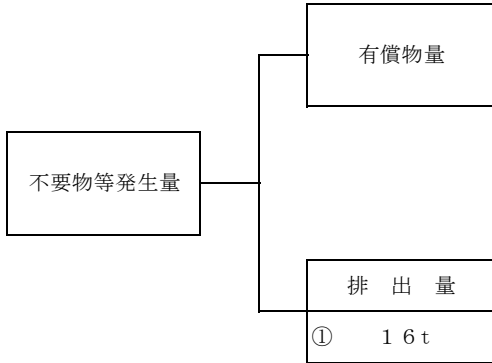 有償物量
不要物等発生量
排 出 量
① 16t